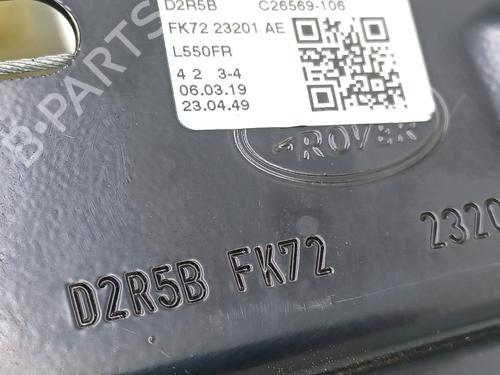 D2R5B C26569-106
FK72 23201 AE
L550FR
4 2 3-4
06.03.19
23.04.49
ROVER
D2R5B FK72 2320
B-PARTS